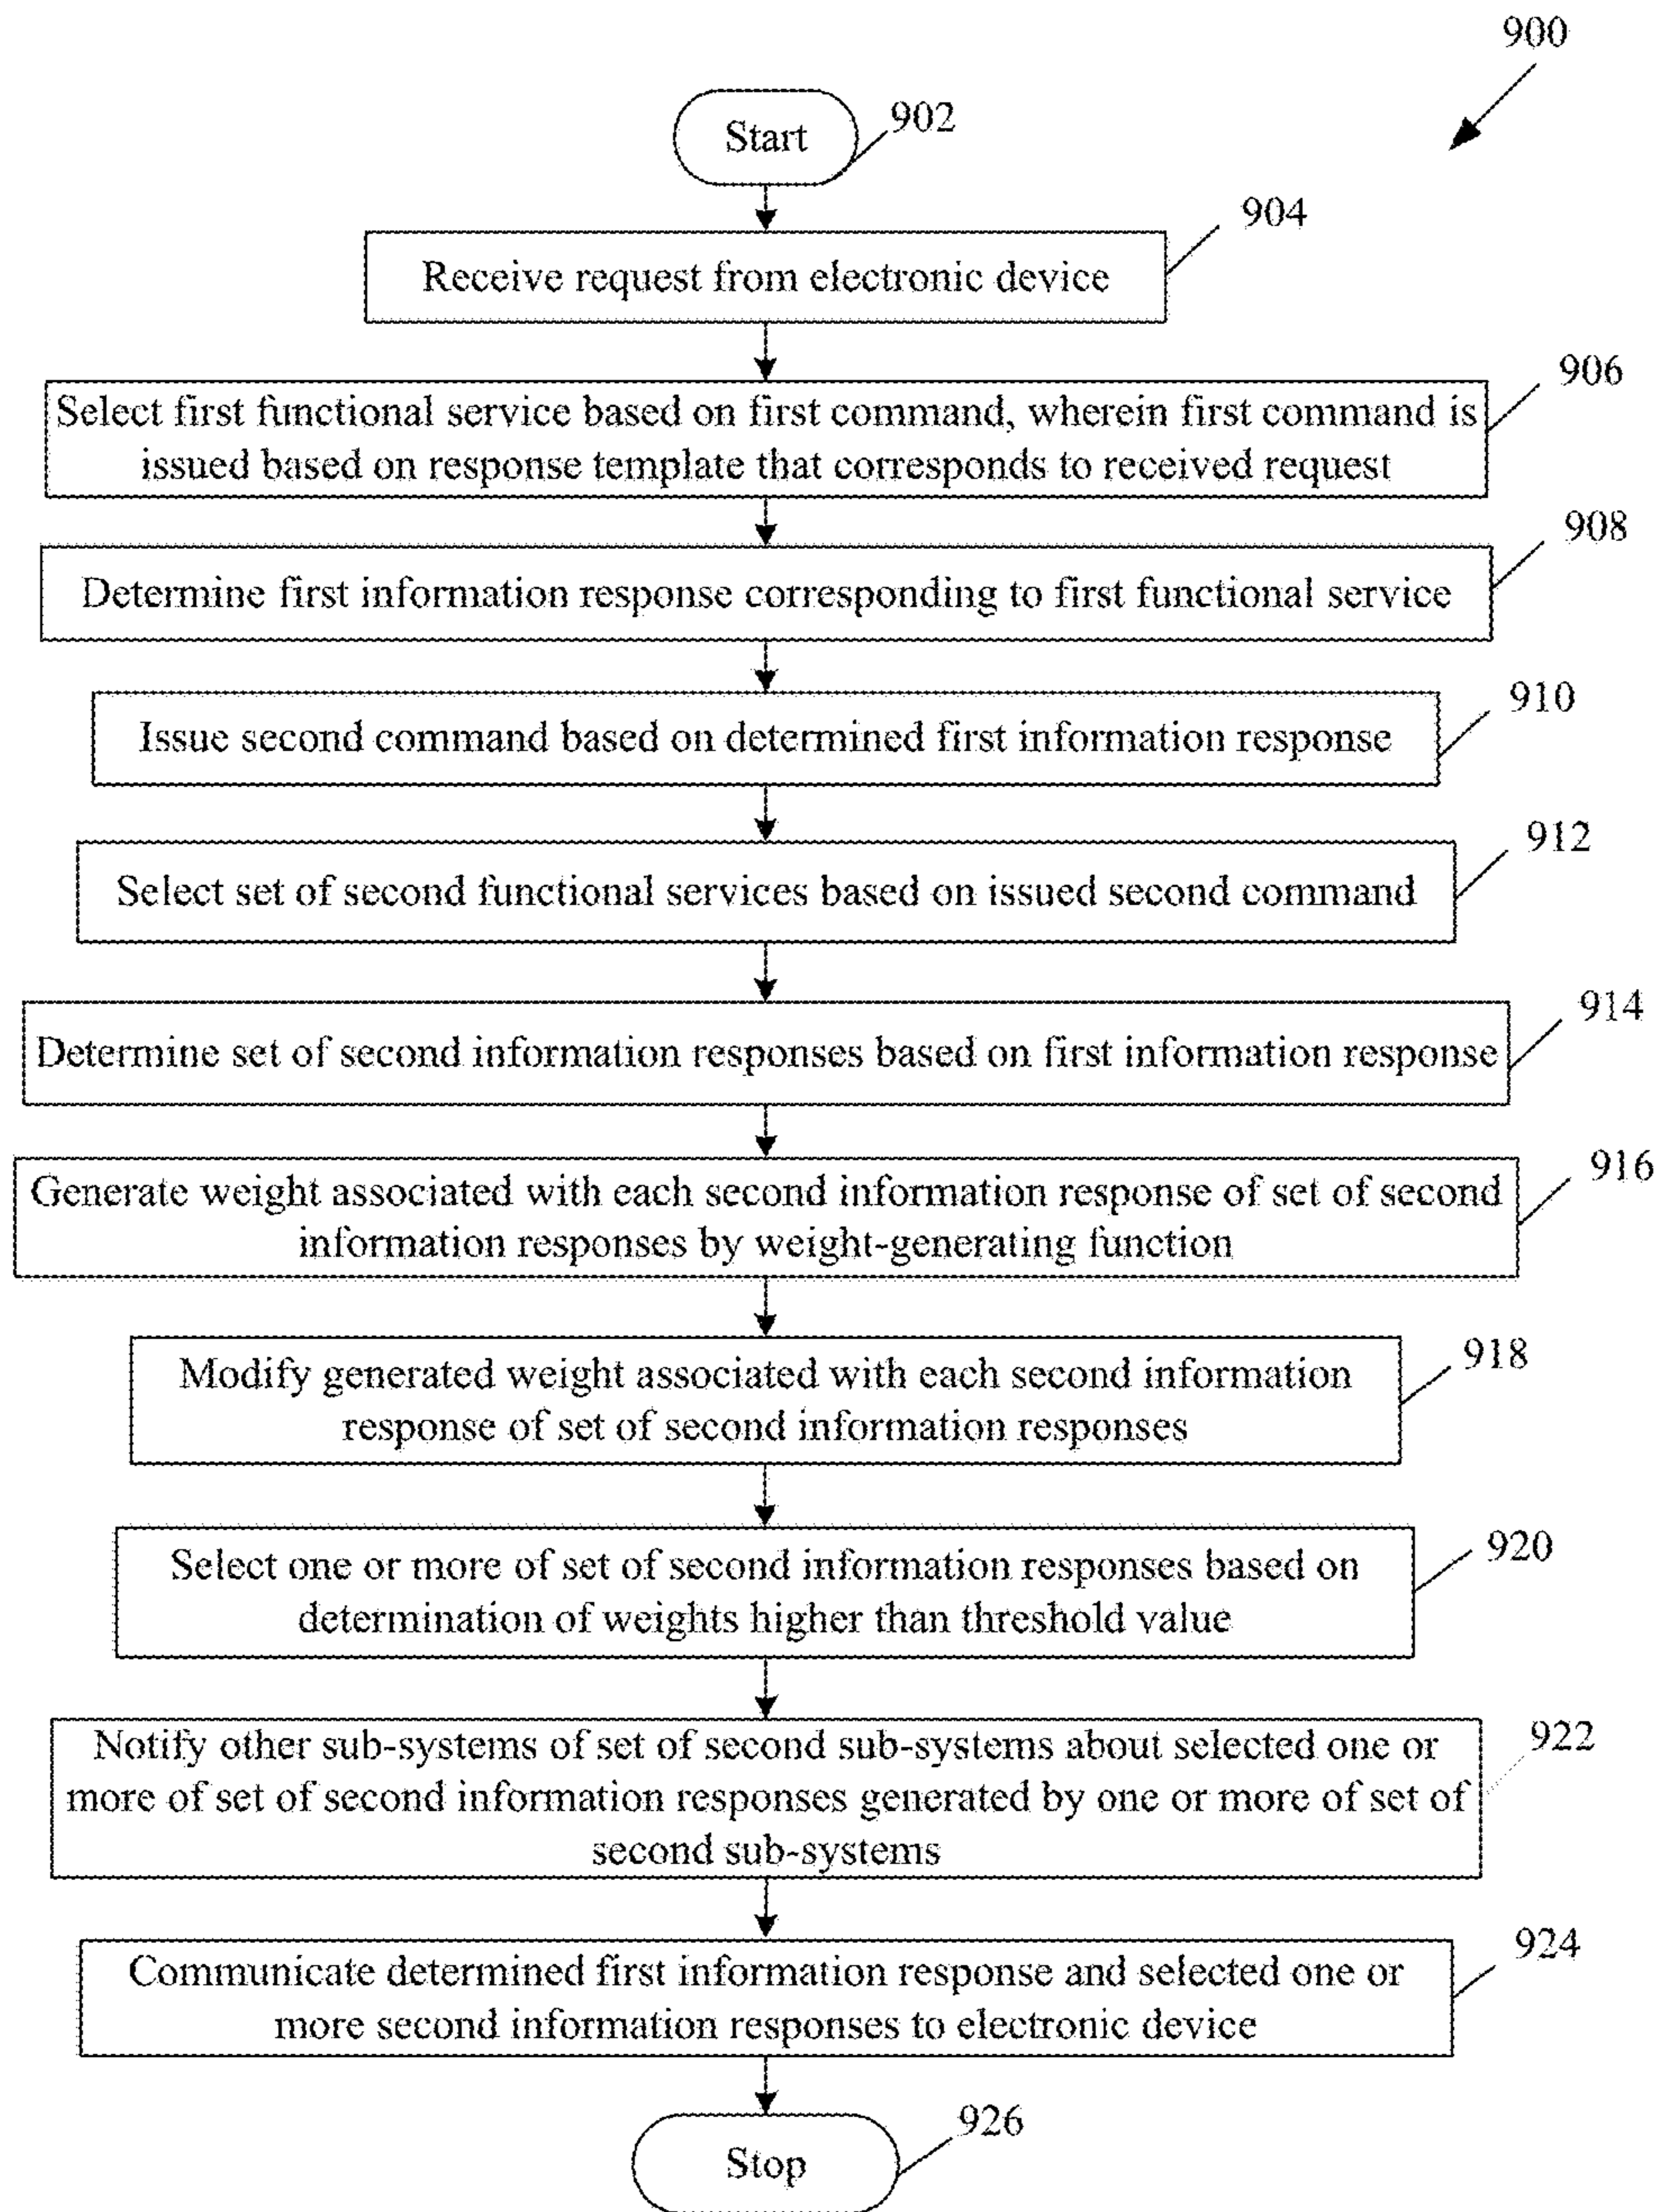 900
Start
902
904
Receive request from electronic device
906
Select first functional service based on first command, wherein first command is
issued based on response template that corresponds to received request
908
Determine first information response corresponding to first functional service
910
Issue second command based on determined first information response
912
Select set of second functional services based on issued second command
914
Determine set of second information responses based on first information response
916
Generate weight associated with each second information response of set of second
information responses by weight-generating function
918
Modify generated weight associated with each second information
response of set of second information responses
920
Select one or more of set of second information responses based on
determination of weights higher than threshold value
922
Notify other sub-systems of set of second sub-systems about selected one or
more of set of second information responses generated by one or more of set of
second sub-systems
924
Communicate determined first information response and selected one or
more second information responses to electronic device
926
Stop